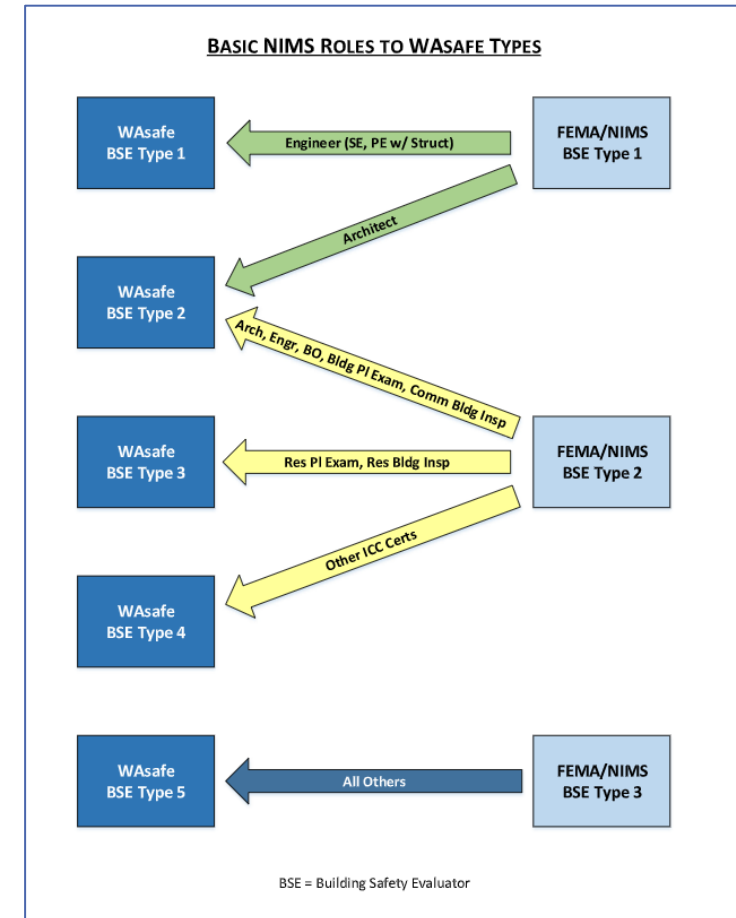 BASIC NIMS ROLES TO WASAFE TYPES
WAsafe
BSE Type 1
Engineer (SE, PE w/ Struct)
FEMA/NIMS
BSE Type 1
Architect
WAsafe
BSE Type 2
Arch, Engr, BO, Bldg Pl Exam, Comm Bldg Insp
WAsafe
BSE Type 3
Res Pl Exam, Res Bldg Insp
FEMA/NIMS
BSE Type 2
Other ICC Certs
WAsafe
BSE Type 4
WAsafe
BSE Type 5
All Others
FEMA/NIMS
BSE Type 3
BSE = Building Safety Evaluator